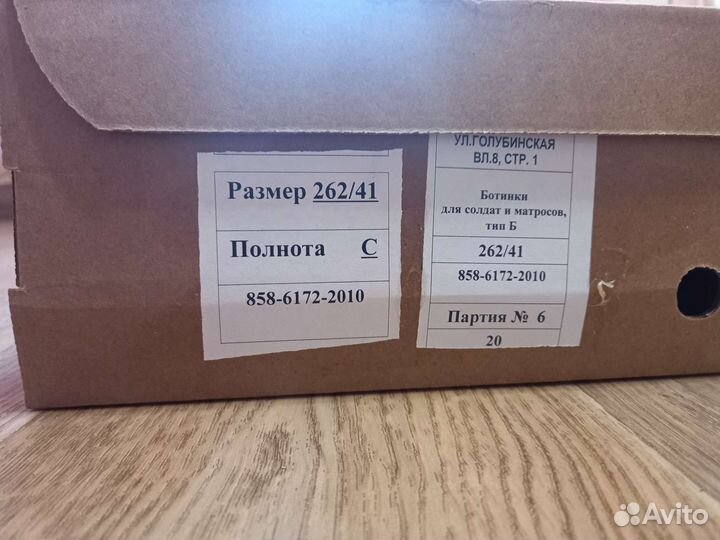 Размер 262/41
Полнота С
858-6172-2010
УЛ.ГОЛУБИНСКАЯ
ВЛ.8, СТР. 1
Ботинки
для солдат и матросов,
тип Б
262/41
858-6172-2010
Партия № 6
20
Avito